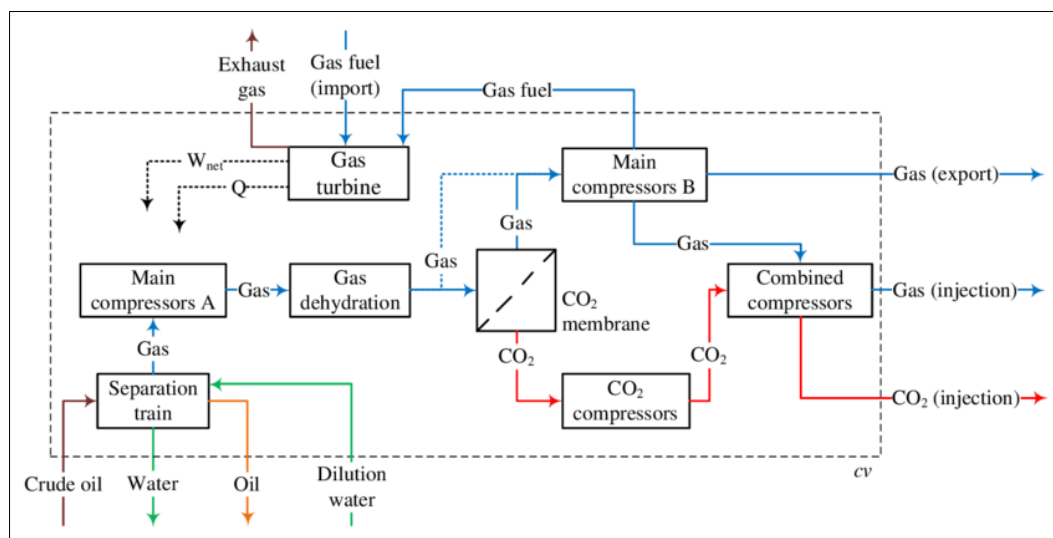 Exhaust
gas
Gas fuel
(import)
Gas fuel
W_net
Q
Gas
turbine
Main
compressors B
Gas (export)
Gas
Gas
Gas
Main
compressors A
Gas
Gas
dehydration
CO₂
membrane
Combined
compressors
Gas (injection)
Gas
CO₂
CO₂
Separation
train
CO₂
compressors
CO₂ (injection)
cv
Crude oil
Water
Oil
Dilution
water